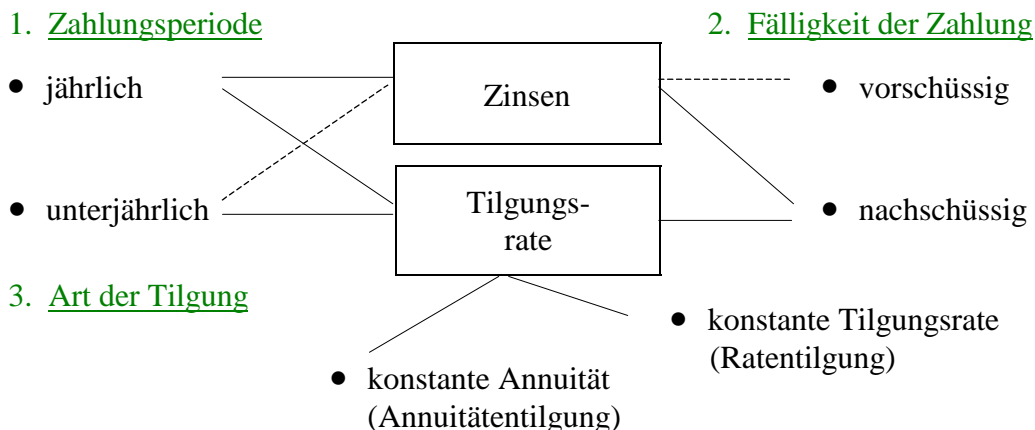 1. Zahlungsperiode
2. Fälligkeit der Zahlung
• jährlich
Zinsen
• vorschüssig
• unterjährlich
Tilgungs-
rate
• nachschüssig
3. Art der Tilgung
• konstante Tilgungsrate
(Ratentilgung)
• konstante Annuität
(Annuitätentilgung)